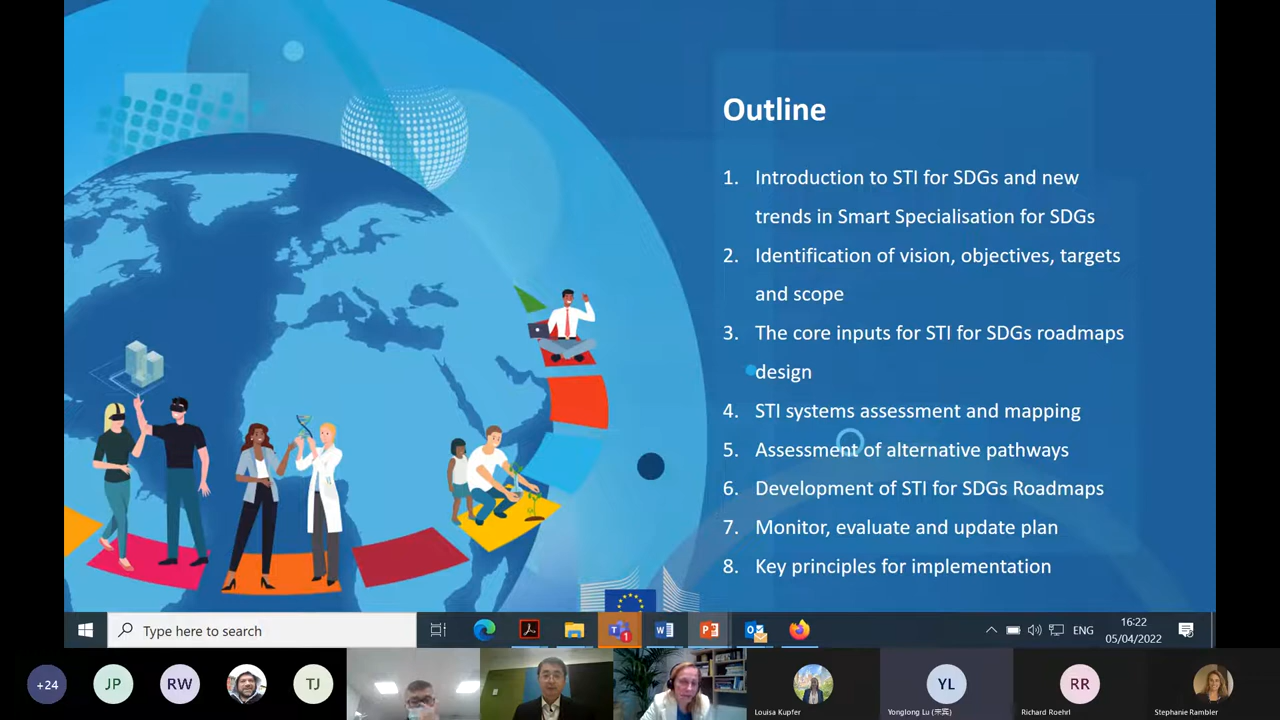 Outline
1. Introduction to STI for SDGs and new
trends in Smart Specialisation for SDGs
2. Identification of vision, objectives, targets
and scope
3. The core inputs for STI for SDGs roadmaps
design
4. STI systems assessment and mapping
5. Assessment of alternative pathways
6. Development of STI for SDGs Roadmaps
7. Monitor, evaluate and update plan
8. Key principles for implementation
Type here to search
1
ENG
16:22
05/04/2022
+24
JP
RW
TJ
YL
RR
Louisa Kupfer
Yonglong Lu
Richard Roehrl
Stephanie Rambler